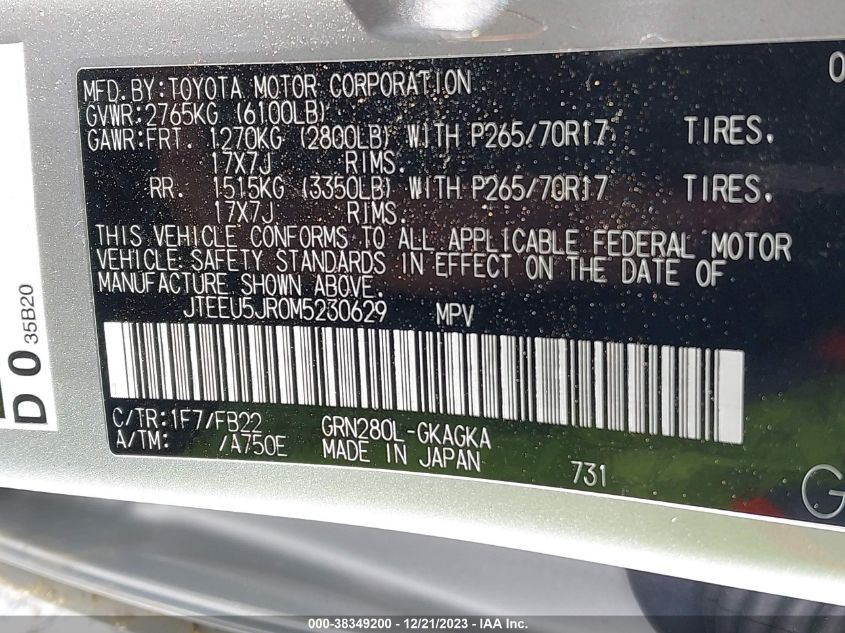 MFD. BY: TOYOTA MOTOR CORPORATION
GVWR: 2765KG (6100LB)
GAWR: FRT. 1270KG (2800LB) WITH P265/70R17 TIRES.
17X7J RIMS.
RR. 1515KG (3350LB) WITH P265/70R17 TIRES.
17X7J RIMS.
THIS VEHICLE CONFORMS TO ALL APPLICABLE FEDERAL MOTOR
VEHICLE SAFETY STANDARDS IN EFFECT ON THE DATE OF
MANUFACTURE SHOWN ABOVE.
JTEEU5JR0M5230629 MPV
C/TR: 1F7/FB22 GRN280L-GKAGKA
A/TM: /A750E MADE IN JAPAN
731
D 0 35B20
000-38349200 - 12/21/2023 - IAA Inc.